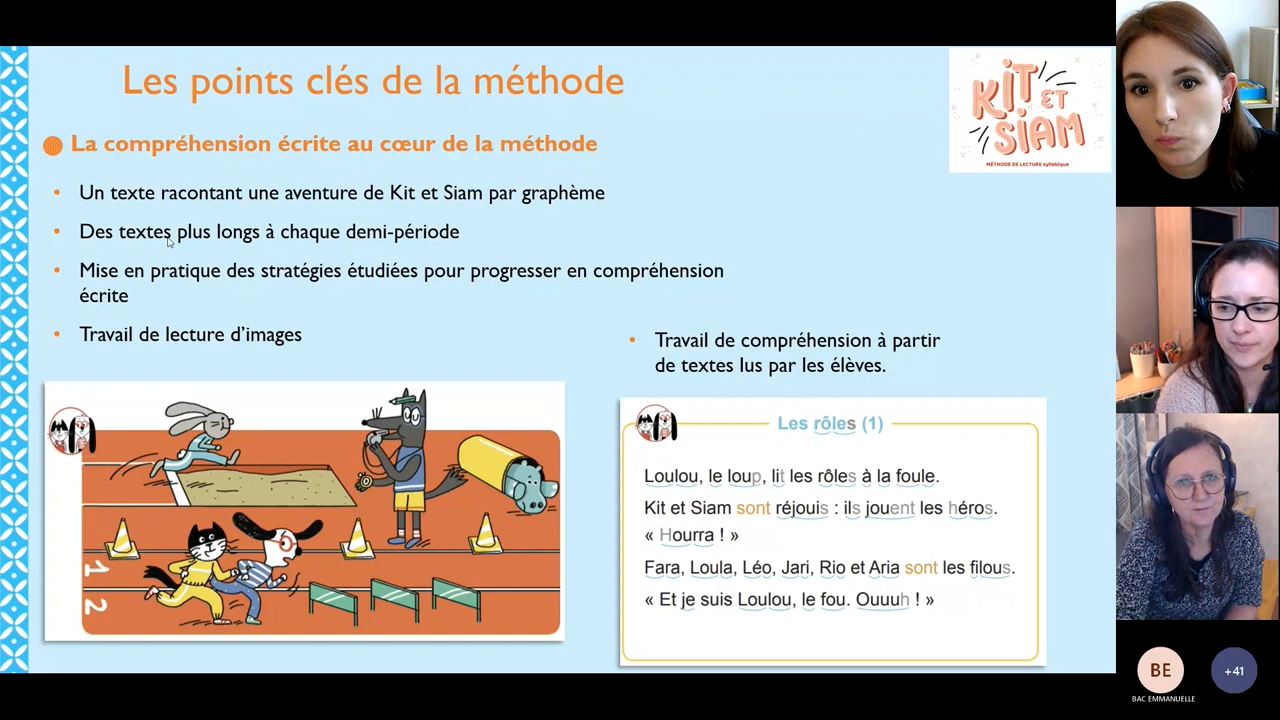 Les points clés de la méthode
KiT
ET
SiAM
MÉTHODE DE LECTURE syllabique
La compréhension écrite au cœur de la méthode
• Un texte racontant une aventure de Kit et Siam par graphème
• Des textes plus longs à chaque demi-période
• Mise en pratique des stratégies étudiées pour progresser en compréhension
écrite
• Travail de lecture d’images
• Travail de compréhension à partir
de textes lus par les élèves.
1
2
Les rôles (1)
Loulou, le loup, lit les rôles à la foule.
Kit et Siam sont réjouis : ils jouent les héros.
« Hourra ! »
Fara, Loula, Léo, Jari, Rio et Aria sont les filous.
« Et je suis Loulou, le fou. Ouuuh ! »
BE
+41
BAC EMMANUELLE